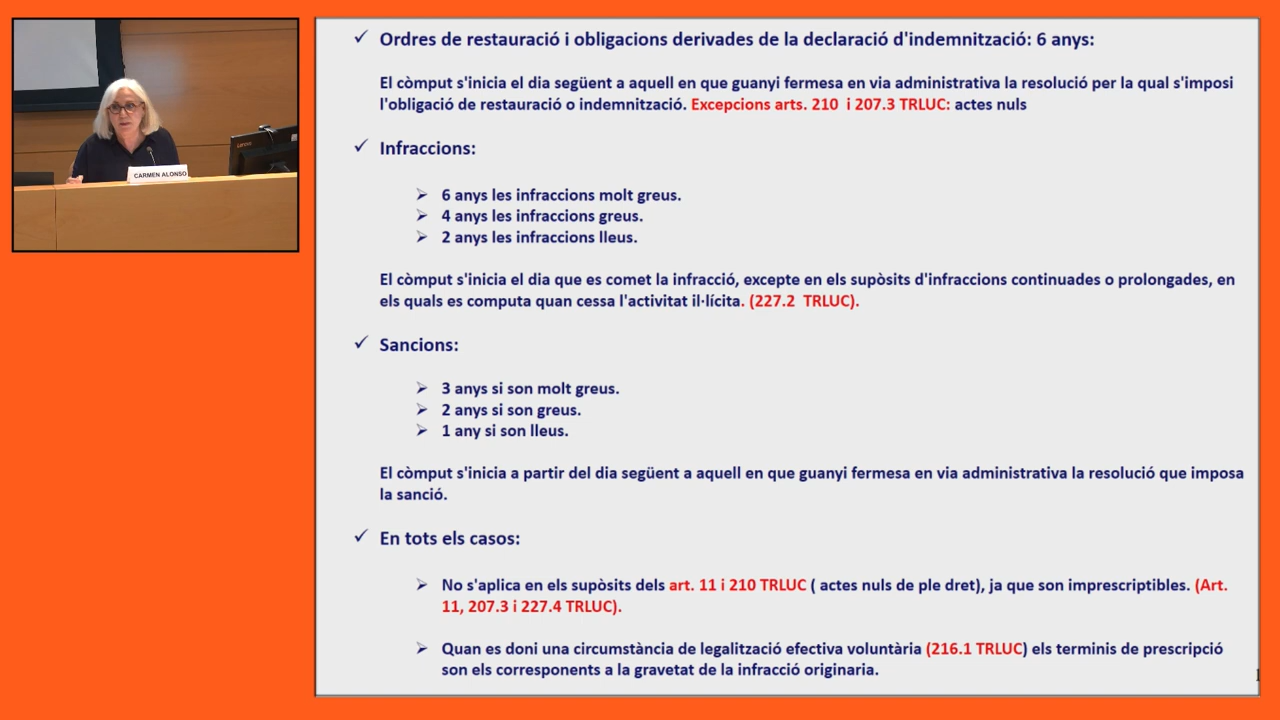 CARMEN ALONSO
✓ Ordres de restauració i obligacions derivades de la declaració d'indemnització: 6 anys:
El còmput s'inicia el dia següent a aquell en que guanyi fermesa en via administrativa la resolució per la qual s'imposi
l'obligació de restauració o indemnització. Excepcions arts. 210 i 207.3 TRLUC: actes nuls
✓ Infraccions:
➢ 6 anys les infraccions molt greus.
➢ 4 anys les infraccions greus.
➢ 2 anys les infraccions lleus.
El còmput s'inicia el dia que es comet la infracció, excepte en els supòsits d'infraccions continuades o prolongades, en
els quals es computa quan cessa l'activitat il·lícita. (227.2 TRLUC).
✓ Sancions:
➢ 3 anys si son molt greus.
➢ 2 anys si son greus.
➢ 1 any si son lleus.
El còmput s'inicia a partir del dia següent a aquell en que guanyi fermesa en via administrativa la resolució que imposa
la sanció.
✓ En tots els casos:
➢ No s'aplica en els supòsits dels art. 11 i 210 TRLUC ( actes nuls de ple dret), ja que son imprescriptibles. (Art.
11, 207.3 i 227.4 TRLUC).
➢ Quan es doni una circumstància de legalització efectiva voluntària (216.1 TRLUC) els terminis de prescripció
son els corresponents a la gravetat de la infracció originaria.